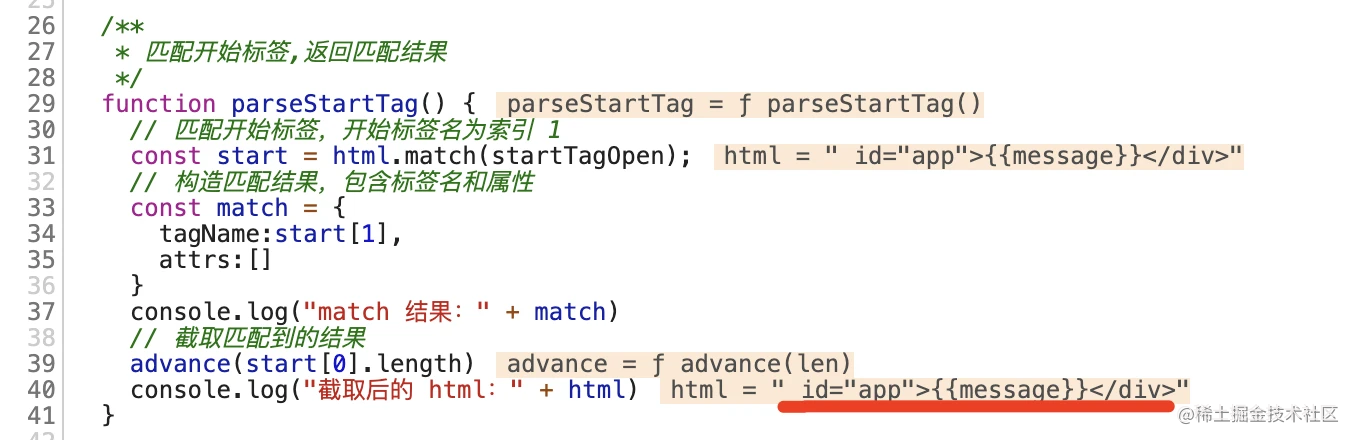 26 /**
27 * 匹配开始标签,返回匹配结果
28 */
29 function parseStartTag() { parseStartTag = ƒ parseStartTag()
30 // 匹配开始标签，开始标签名为索引 1
31 const start = html.match(startTagOpen); html = " id="app">{{message}}</div>"
32 // 构造匹配结果，包含标签名和属性
33 const match = {
34 tagName:start[1],
35 attrs:[]
36 }
37 console.log("match 结果：" + match)
38 // 截取匹配到的结果
39 advance(start[0].length) advance = ƒ advance(len)
40 console.log("截取后的 html：" + html) html = " id="app">{{message}}</div>"
41 }
@稀土掘金技术社区